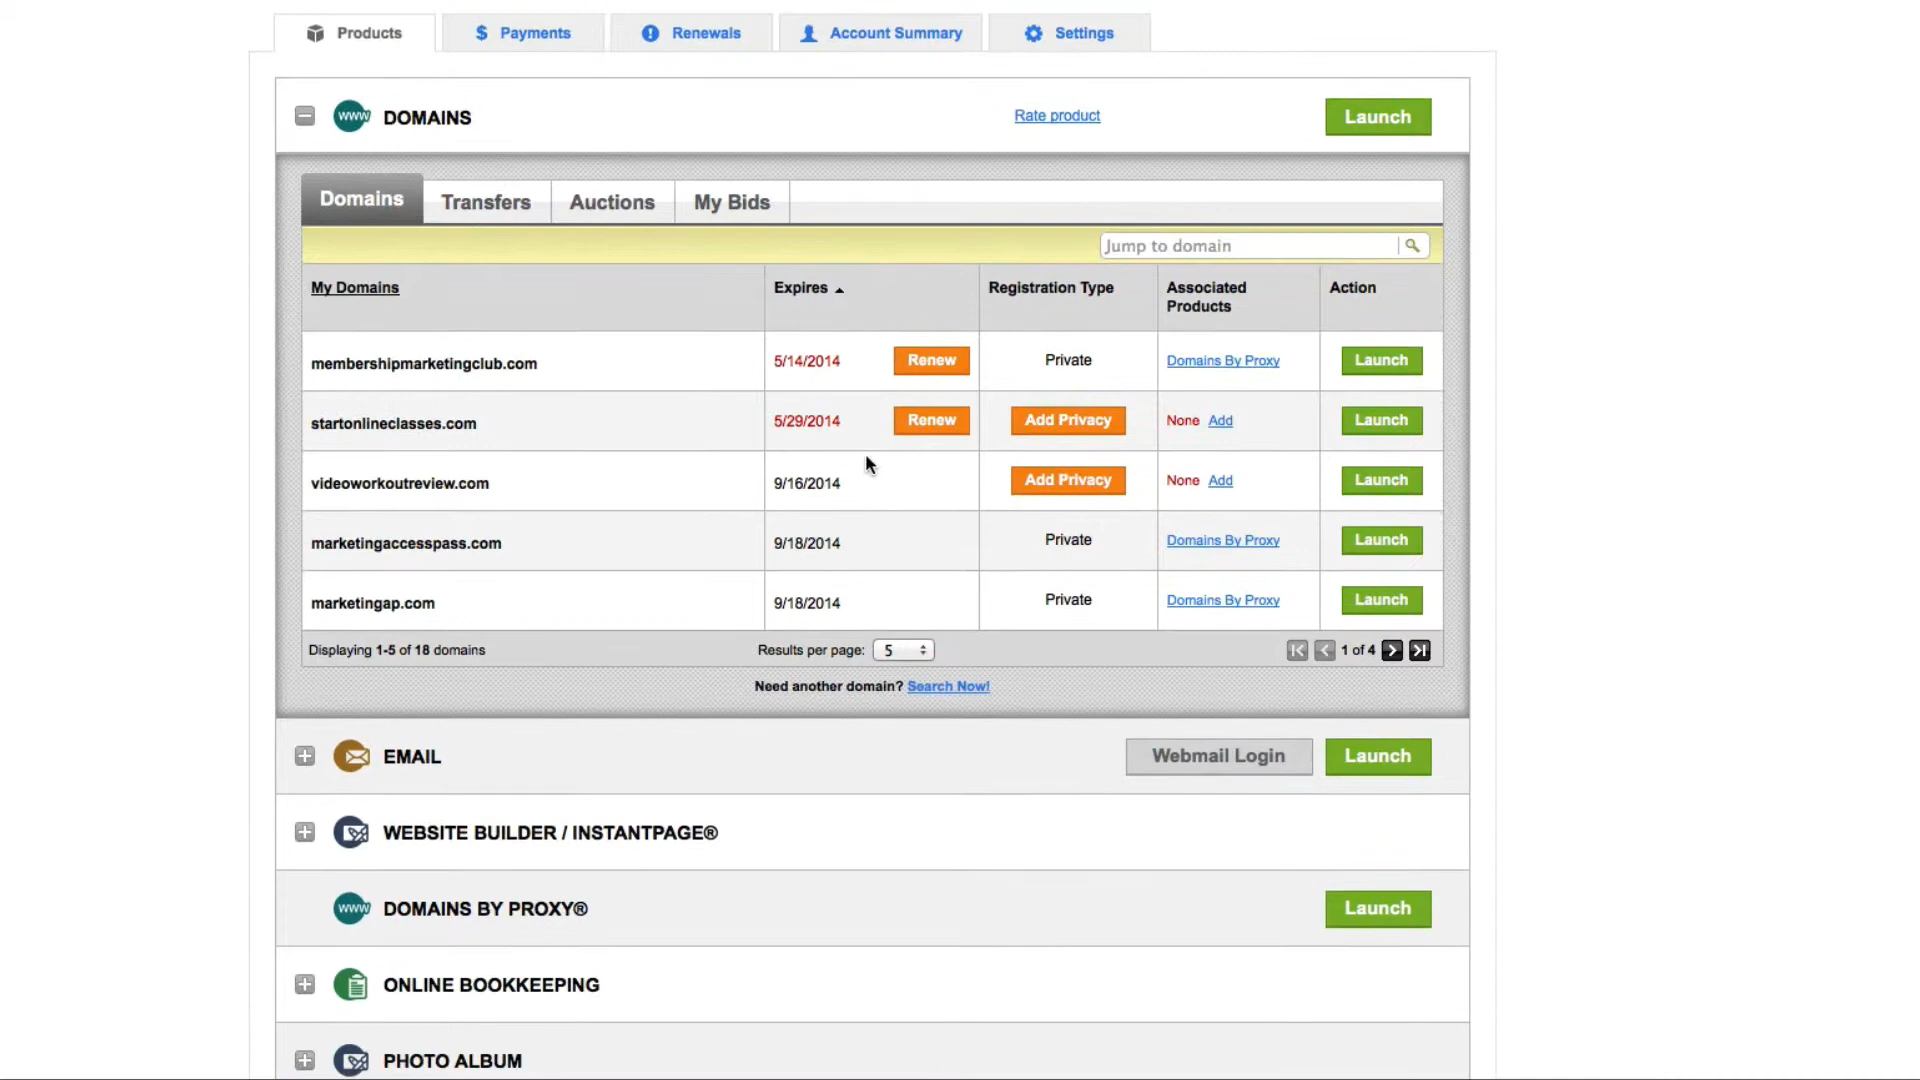 Products $ Payments Renewals Account Summary Settings
www DOMAINS Rate product Launch
Domains Transfers Auctions My Bids
Jump to domain
My Domains Expires Registration Type Associated Products Action
membershipmarketingclub.com 5/14/2014 Renew Private Domains By Proxy Launch
startonlineclasses.com 5/29/2014 Renew Add Privacy None Add Launch
videoworkoutreview.com 9/16/2014 Add Privacy None Add Launch
marketingaccesspass.com 9/18/2014 Private Domains By Proxy Launch
marketingap.com 9/18/2014 Private Domains By Proxy Launch
Displaying 1-5 of 18 domains Results per page: 5 1 of 4
Need another domain? Search Now!
EMAIL Webmail Login Launch
WEBSITE BUILDER / INSTANTPAGE®
www DOMAINS BY PROXY® Launch
ONLINE BOOKKEEPING
PHOTO ALBUM